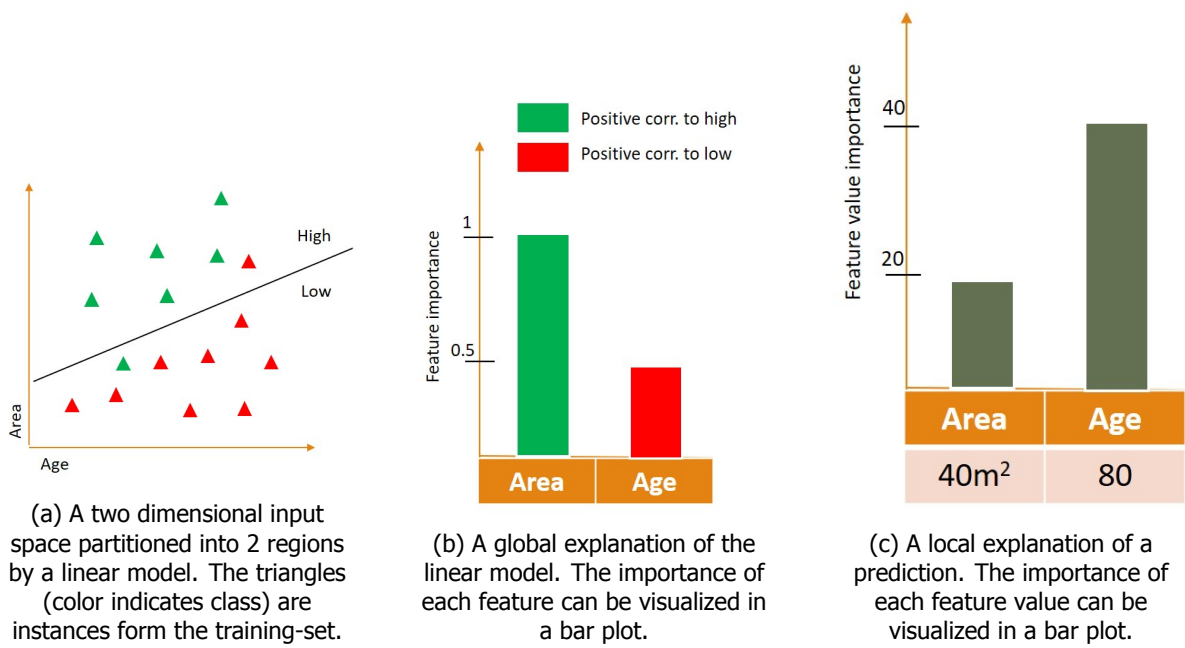 High
Low
Area
Age
(a) A two dimensional input
space partitioned into 2 regions
by a linear model. The triangles
(color indicates class) are
instances form the training-set.
Positive corr. to high
Positive corr. to low
Feature importance
1
0.5
Area
Age
(b) A global explanation of the
linear model. The importance of
each feature can be visualized in
a bar plot.
Feature value importance
40
20
Area
Age
40m²
80
(c) A local explanation of a
prediction. The importance of
each feature value can be
visualized in a bar plot.